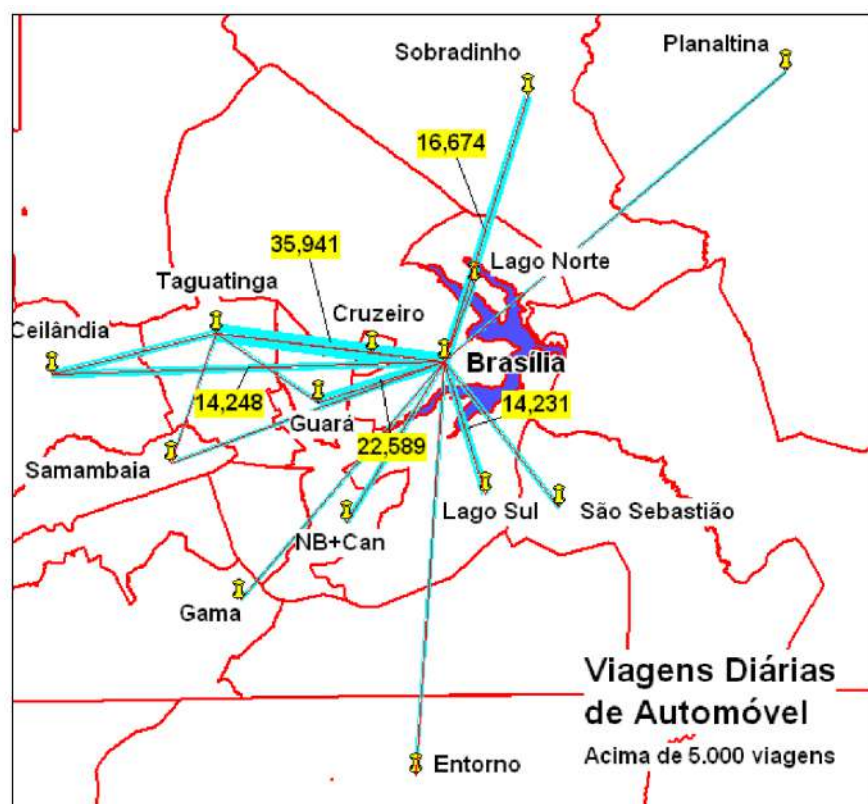 Planaltina
Sobradinho
16,674
35,941
Lago Norte
Taguatinga
Cruzeiro
Ceilândia
Brasília
14,248
14,231
Guará
22,589
Samambaia
Lago Sul
São Sebastião
NB+Can
Gama
Viagens Diárias
de Automóvel
Acima de 5.000 viagens
Entorno